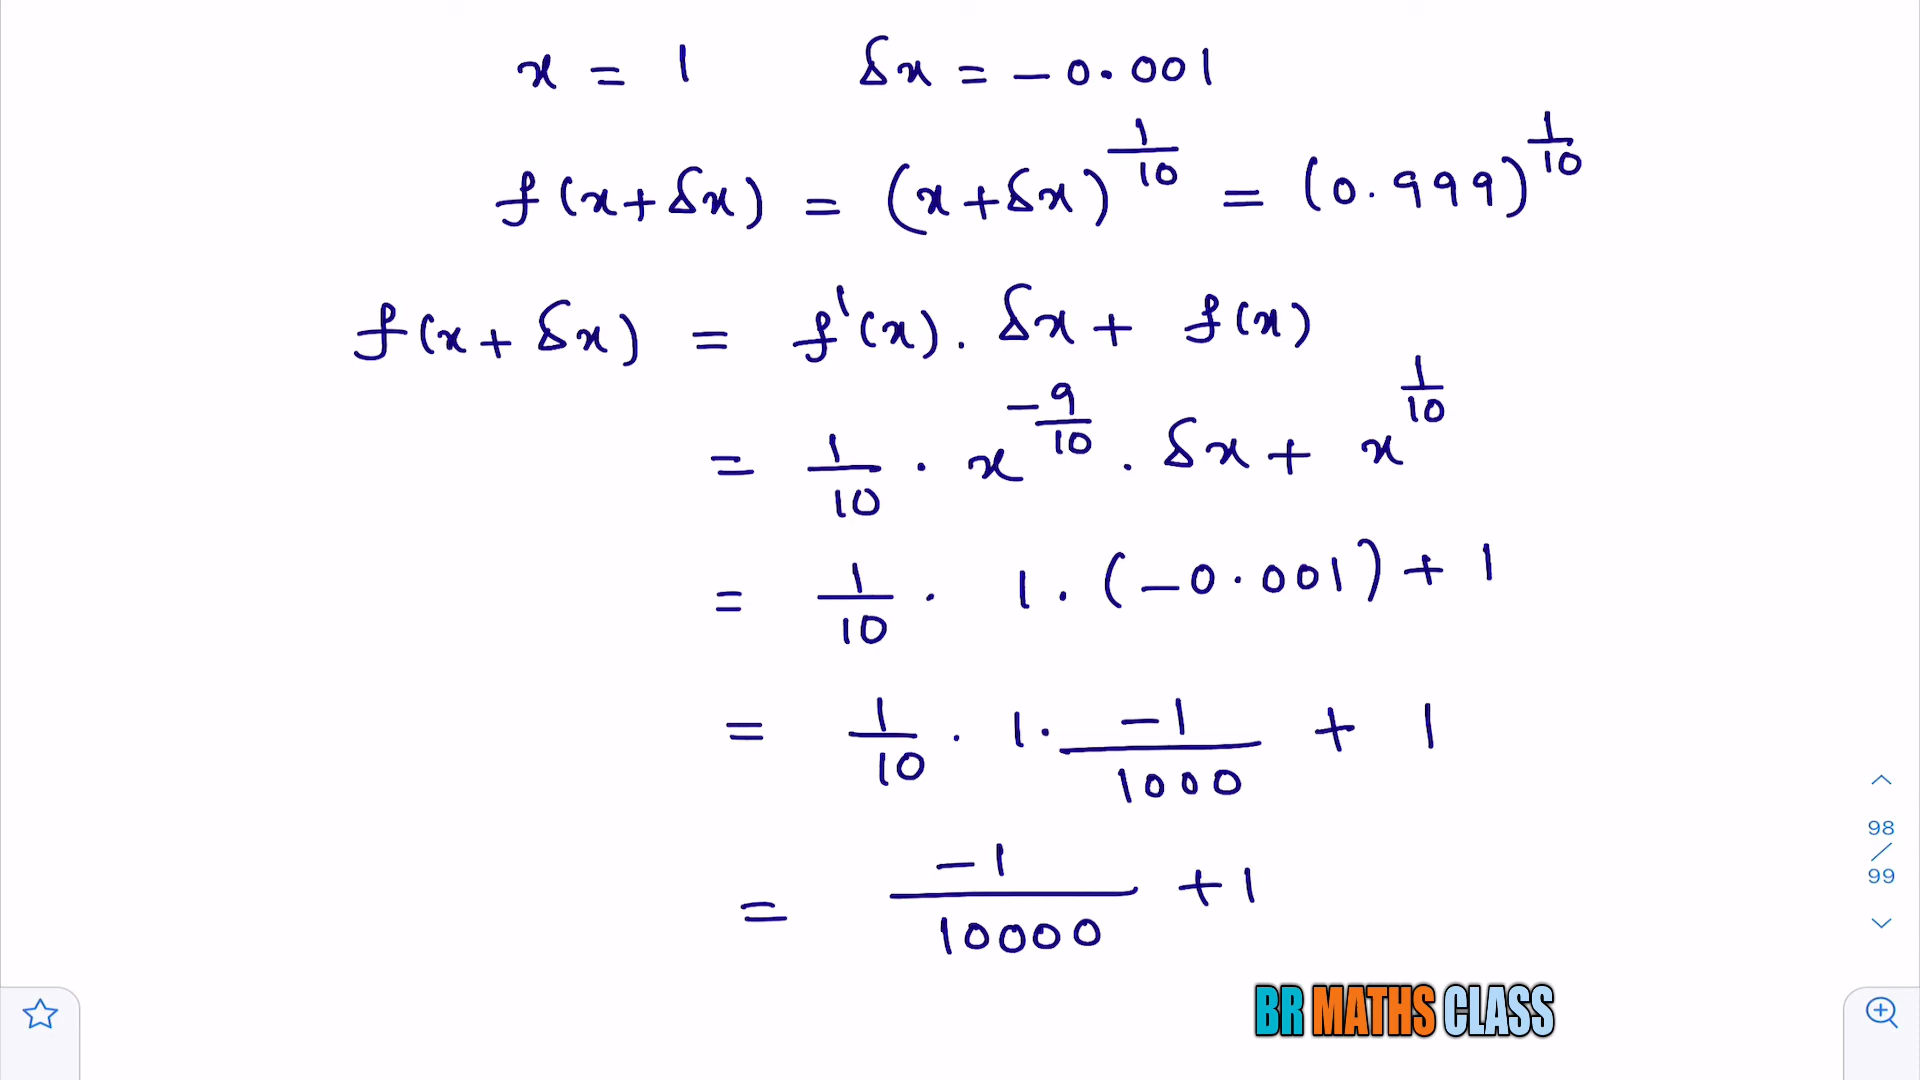 x = 1 δx = -0.001
f(x+δx) = (x+δx)^{1/10} = (0.999)^{1/10}
f(x+δx) = f'(x). δx + f(x)
= 1/10 · x^{-9/10} . δx + x^{1/10}
= 1/10 · 1 . (-0.001) + 1
= 1/10 · 1 · -1/1000 + 1
= -1/10000 + 1
98
/
99
BR MATHS CLASS